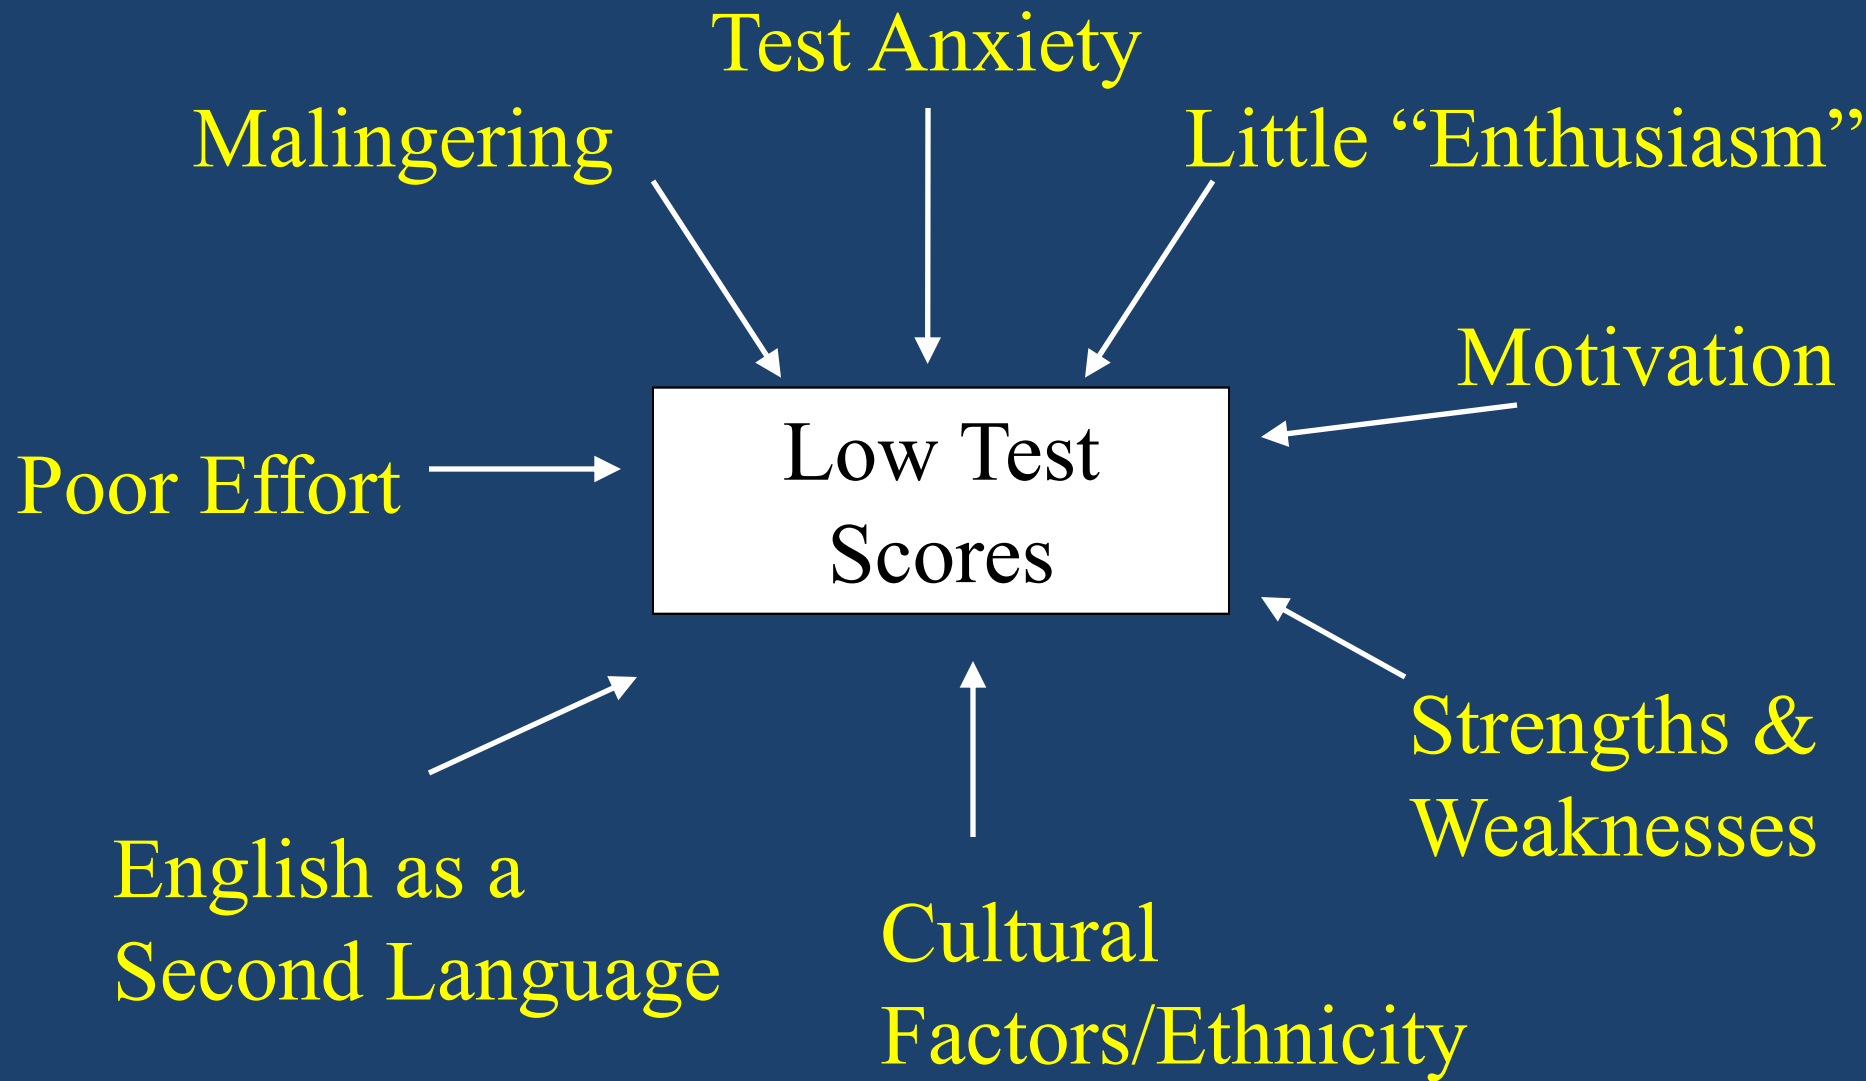 Test Anxiety
Malingering
Little “Enthusiasm”
Motivation
Low Test
Scores
Poor Effort
Strengths &
Weaknesses
English as a
Second Language
Cultural
Factors/Ethnicity